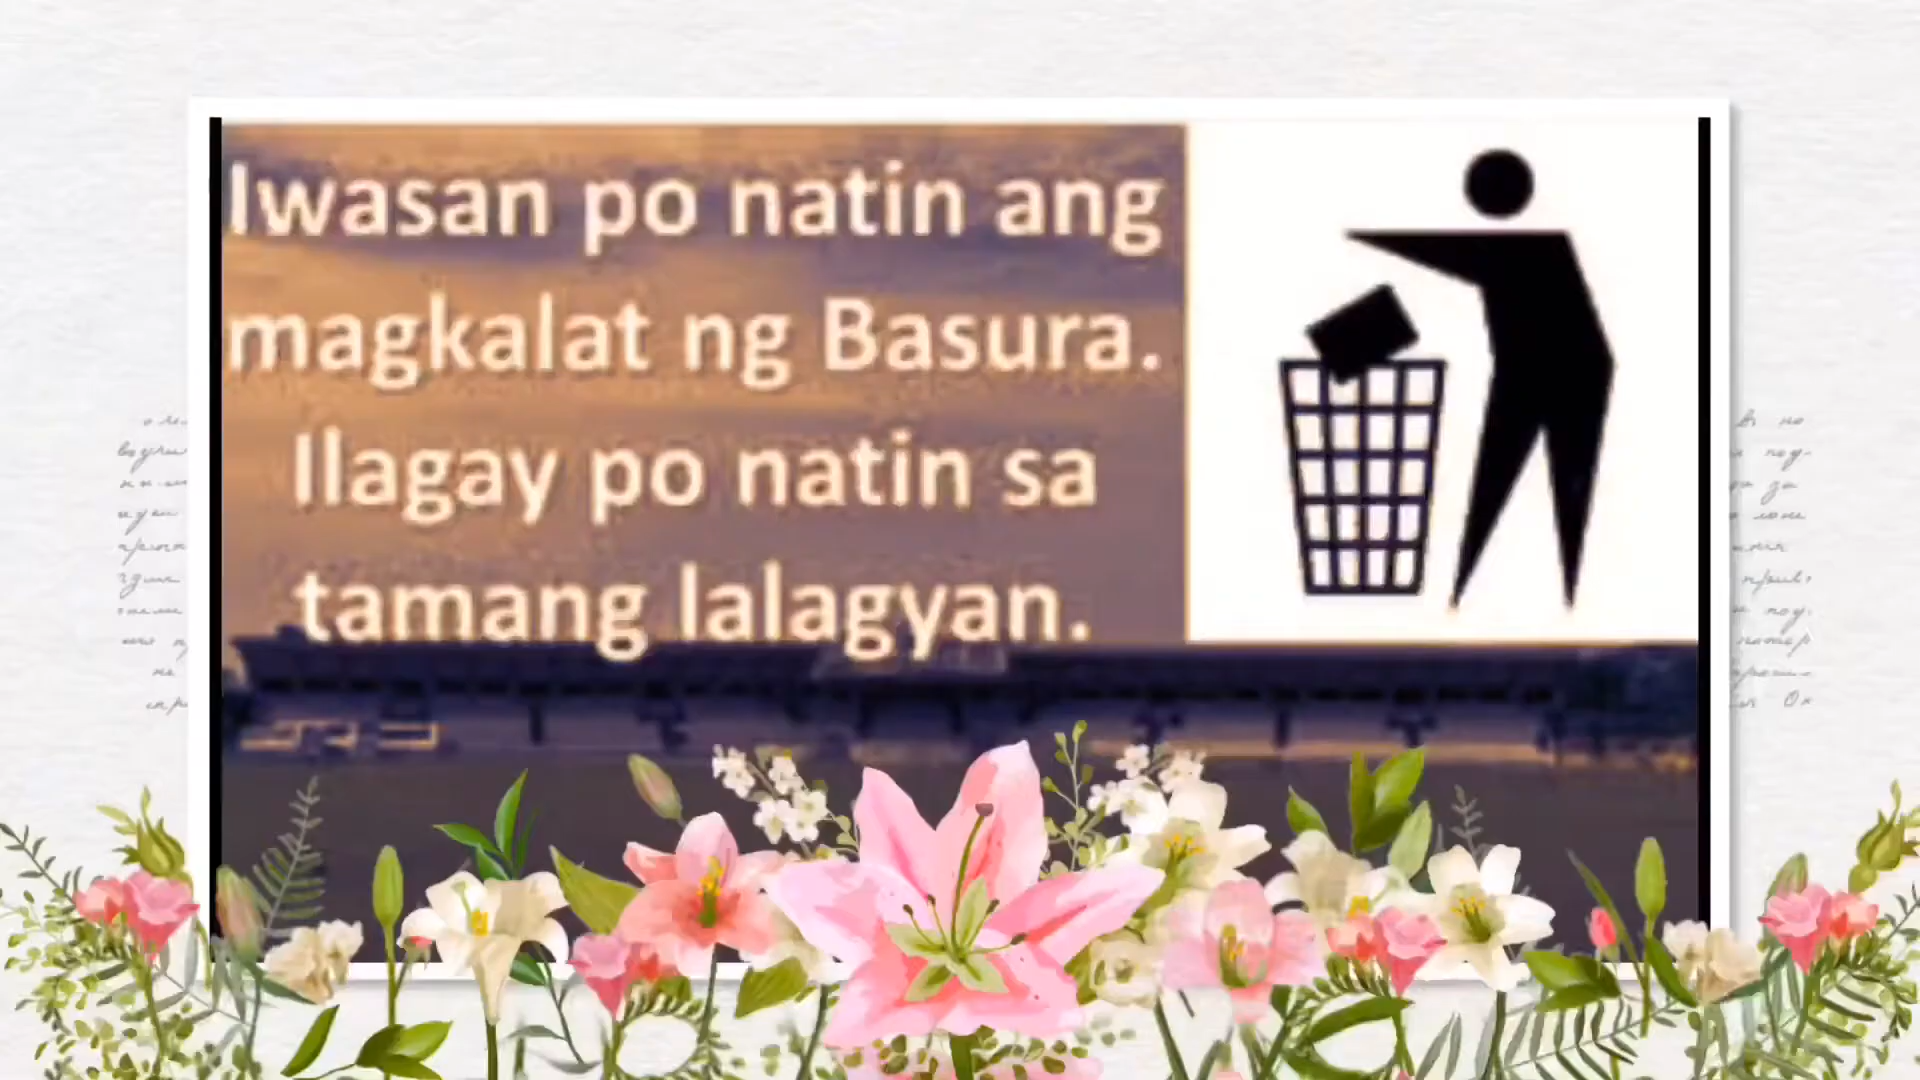 Iwasan po natin ang
magkalat ng Basura.
Ilagay po natin sa
tamang lalagyan.